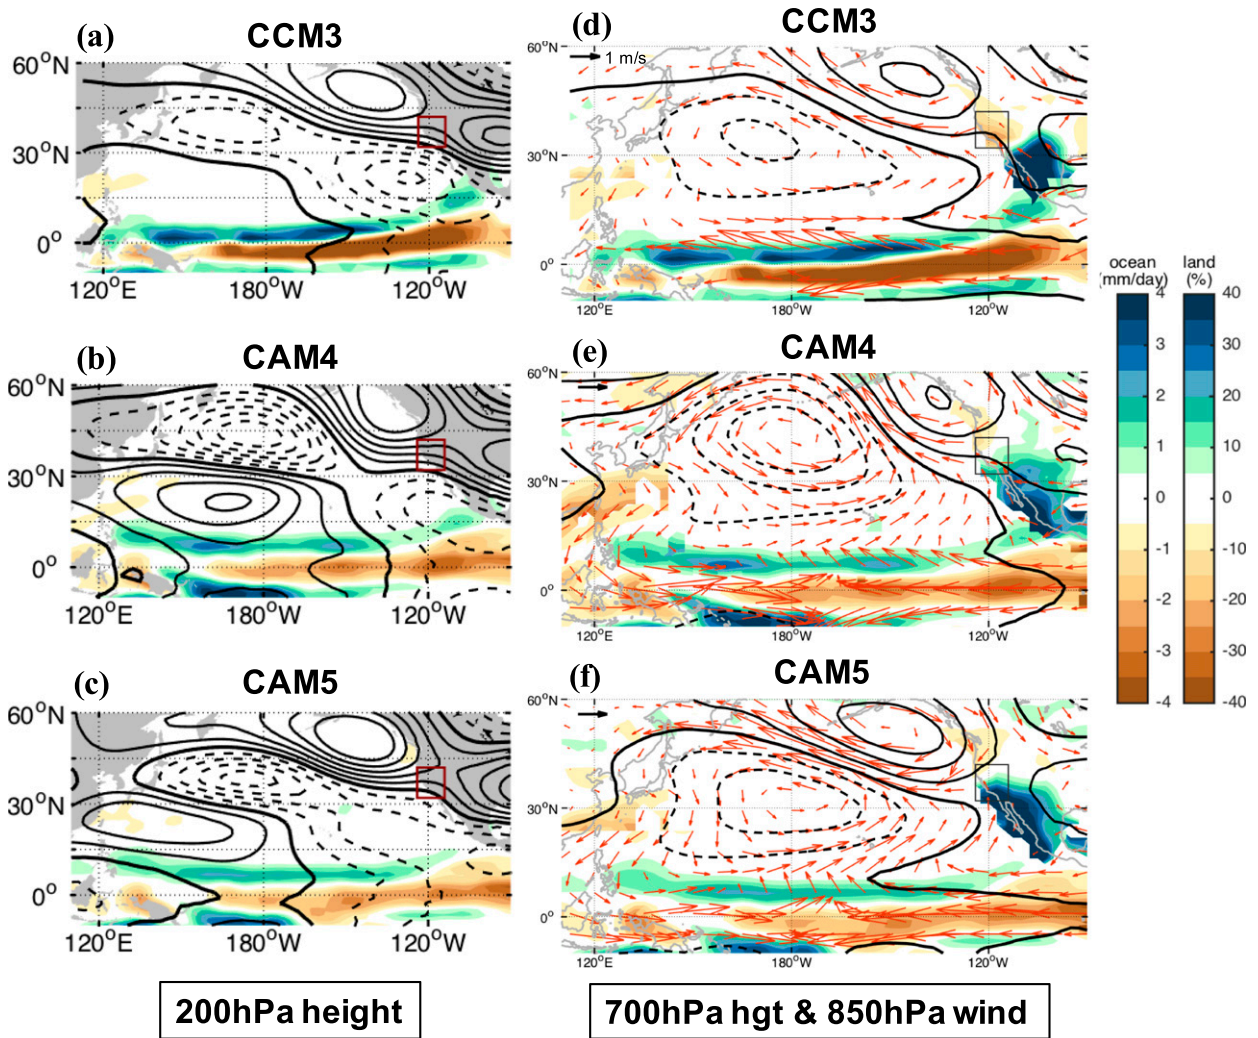 (a) CCM3
60°N
30°N
0°
120°E 180°W 120°W
(d) CCM3
60°N
1 m/s
30°N
0°
120°E 180°W 120°W
(b) CAM4
60°N
30°N
0°
120°E 180°W 120°W
(e) CAM4
60°N
30°N
0°
120°E 180°W 120°W
(c) CAM5
60°N
30°N
0°
120°E 180°W 120°W
(f) CAM5
60°N
30°N
0°
120°E 180°W 120°W
ocean land
(mm/day) (%)
4 40
3 30
2 20
1 10
0 0
-1 -10
-2 -20
-3 -30
-4 -40
200hPa height
700hPa hgt & 850hPa wind